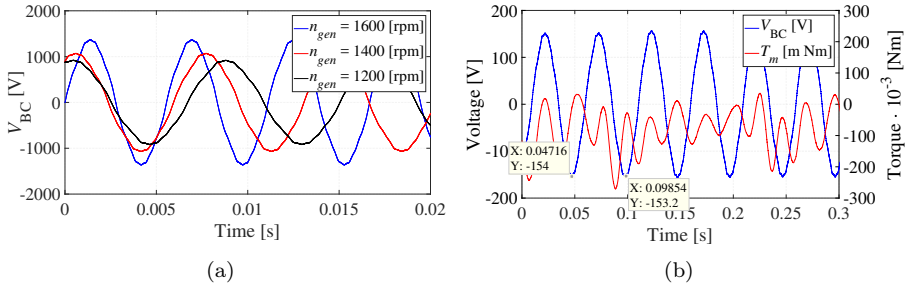 2000
1000
0
-1000
-2000
V_BC [V]
n_gen = 1600 [rpm]
n_gen = 1400 [rpm]
n_gen = 1200 [rpm]
0 0.005 0.01 0.015 0.02
Time [s]
(a)
200
100
0
-100
-200
Voltage [V]
V_BC [V]
T_m [m Nm]
X: 0.04716
Y: -154
X: 0.09854
Y: -153.2
300
200
100
0
-100
-200
-300
Torque · 10^-3 [Nm]
0 0.05 0.1 0.15 0.2 0.25 0.3
Time [s]
(b)